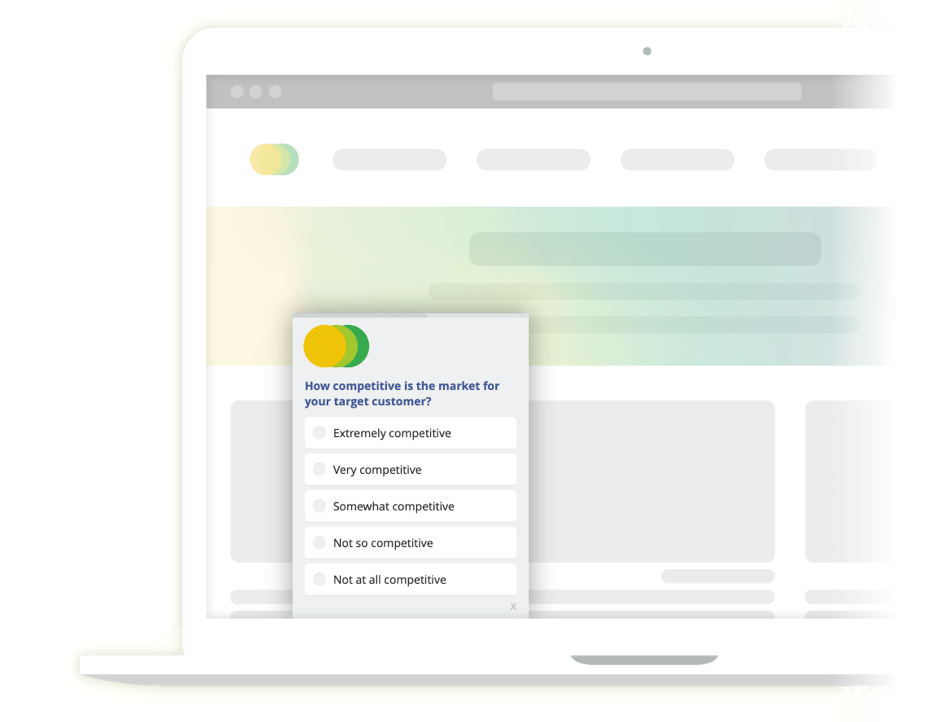 How competitive is the market for
your target customer?
Extremely competitive
Very competitive
Somewhat competitive
Not so competitive
Not at all competitive
x